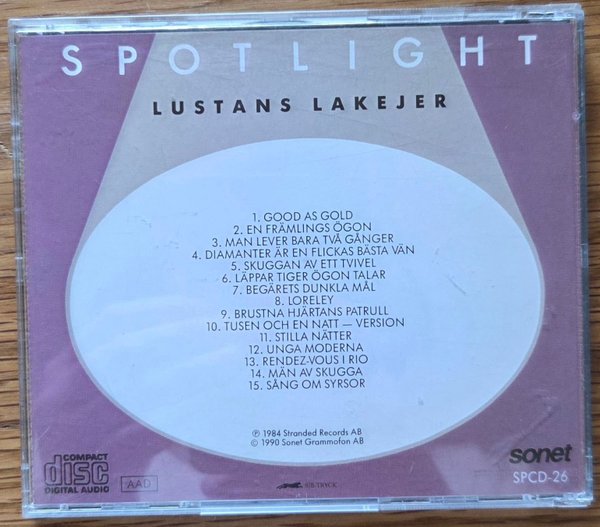 SPOTLIGHT
LUSTANS LAKEJER
1. GOOD AS GOLD
2. EN FRÄMLINGS ÖGON
3. MAN LEVER BARA TVÅ GÅNGER
4. DIAMANTER ÄR EN FLICKAS BÄSTA VÄN
5. SKUGGAN AV ETT TVIVEL
6. LÄPPAR TIGER ÖGON TALAR
7. BEGÄRETS DUNKLA MÅL
8. LORELEY
9. BRUSTNA HJÄRTANS PATRULL
10. TUSEN OCH EN NATT — VERSION
11. STILLA NÄTTER
12. UNGA MODERNA
13. RENDEZ-VOUS I RIO
14. MÄN AV SKUGGA
15. SÅNG OM SYRSOR
℗ 1984 Stranded Records AB
© 1990 Sonet Grammofon AB
COMPACT
disc
DIGITAL AUDIO
AAD
TRYCK
sonet
SPCD-26